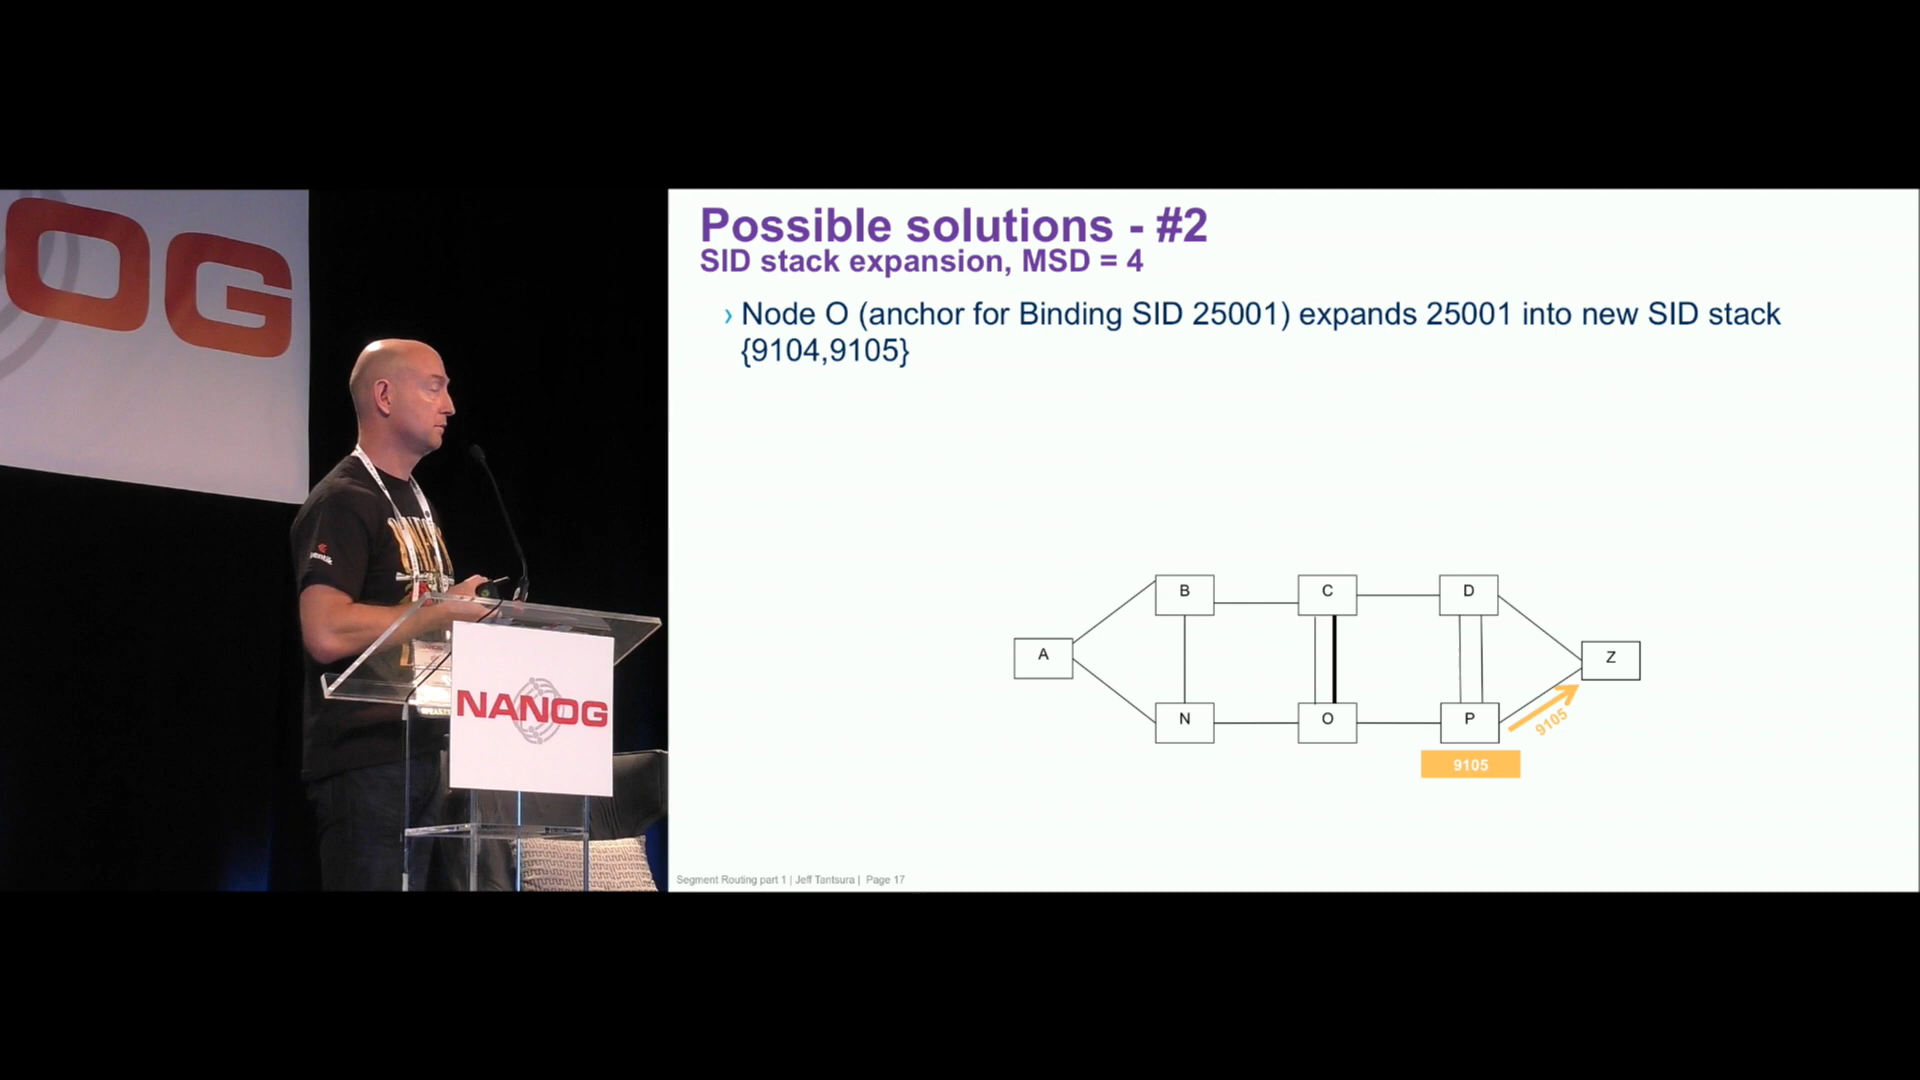 OG
NANOG
Possible solutions - #2
SID stack expansion, MSD = 4
› Node O (anchor for Binding SID 25001) expands 25001 into new SID stack
{9104,9105}
B
C
D
A
Z
N
O
P
9105
9105
Segment Routing part 1 | Jeff Tantsura | Page 17